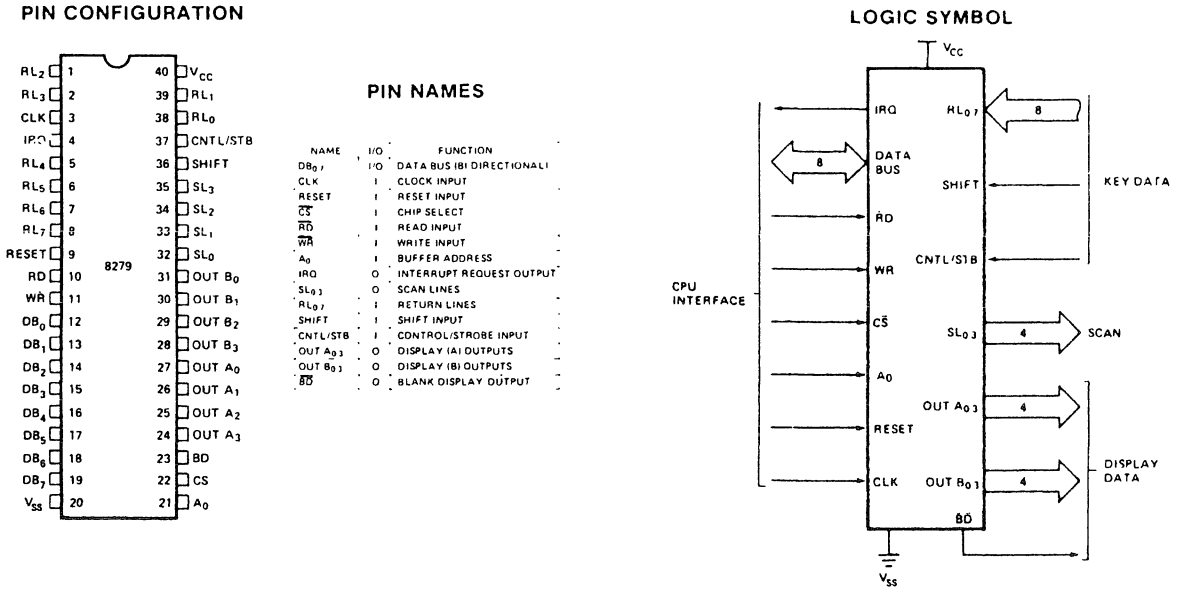 PIN CONFIGURATION
RL2 1 40 VCC
RL3 2 39 RL1
CLK 3 38 RL0
IRQ 4 37 CNTL/STB
RL4 5 36 SHIFT
RL5 6 35 SL3
RL6 7 34 SL2
RL7 8 33 SL1
RESET 9 32 SL0
8279
RD 10 31 OUT B0
WR 11 30 OUT B1
DB0 12 29 OUT B2
DB1 13 28 OUT B3
DB2 14 27 OUT A0
DB3 15 26 OUT A1
DB4 16 25 OUT A2
DB5 17 24 OUT A3
DB6 18 23 BD
DB7 19 22 CS
VSS 20 21 A0
PIN NAMES
NAME I/O FUNCTION
DB0 7 I/O DATA BUS (BI DIRECTIONAL)
CLK I CLOCK INPUT
RESET I RESET INPUT
C̅S̅ I CHIP SELECT
R̅D̅ I READ INPUT
W̅R̅ I WRITE INPUT
A0 I BUFFER ADDRESS
IRQ O INTERRUPT REQUEST OUTPUT
SL0 3 O SCAN LINES
RL0 7 I RETURN LINES
SHIFT I SHIFT INPUT
CNTL/STB I CONTROL/STROBE INPUT
OUT A0 3 O DISPLAY (A) OUTPUTS
OUT B0 3 O DISPLAY (B) OUTPUTS
B̅D̅ O BLANK DISPLAY OUTPUT
LOGIC SYMBOL
VCC
IRQ
RL0 7
8
8
DATA
BUS
SHIFT
KEY DATA
RD
CNTL/STB
WR
CPU
INTERFACE
CS̅
SL0 3
4
SCAN
A0
OUT A0 3
4
RESET
DISPLAY
DATA
CLK
OUT B0 3
4
BD
VSS